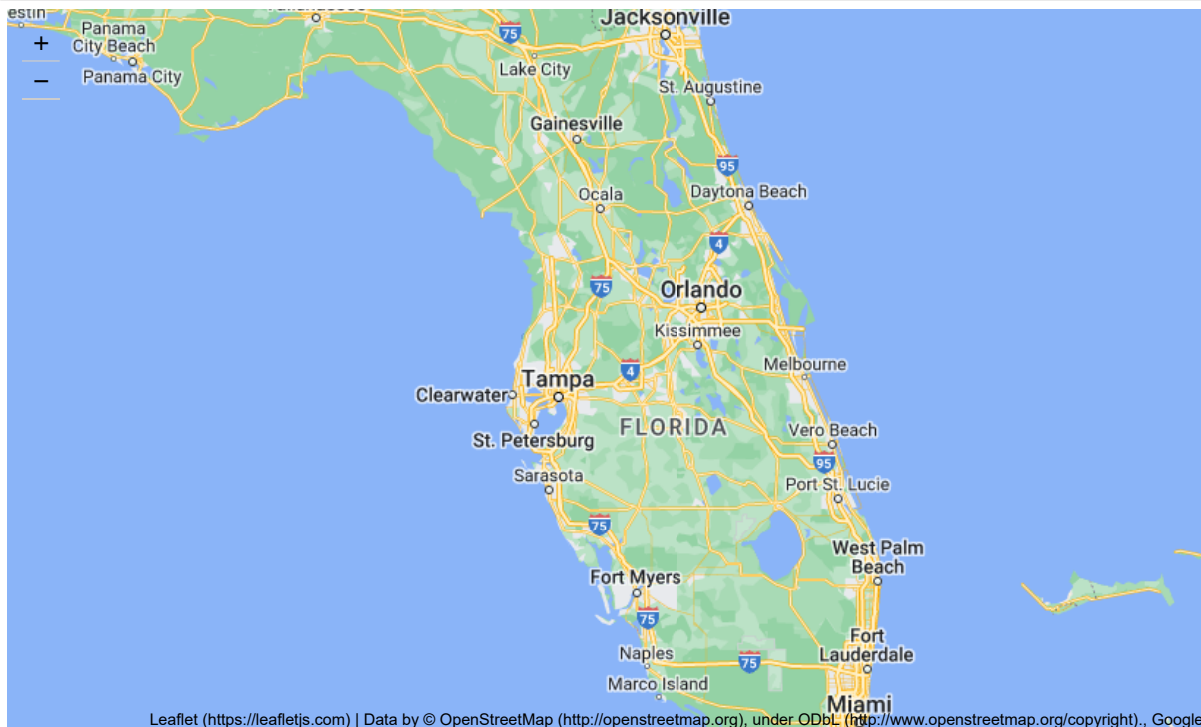 Jacksonville
Panama
City Beach
+
75
Lake City
Panama City
−
St. Augustine
Gainesville
95
Ocala
Daytona Beach
4
75
Orlando
Kissimmee
4
Melbourne
Tampa
Clearwater
FLORIDA
Vero Beach
St. Petersburg
95
Sarasota
Port St. Lucie
75
West Palm
Beach
Fort Myers
75
Fort
Lauderdale
Naples
75
Marco Island
Miami
Leaflet (https://leafletjs.com) | Data by © OpenStreetMap (http://openstreetmap.org), under ODbL (http://www.openstreetmap.org/copyright)., Google